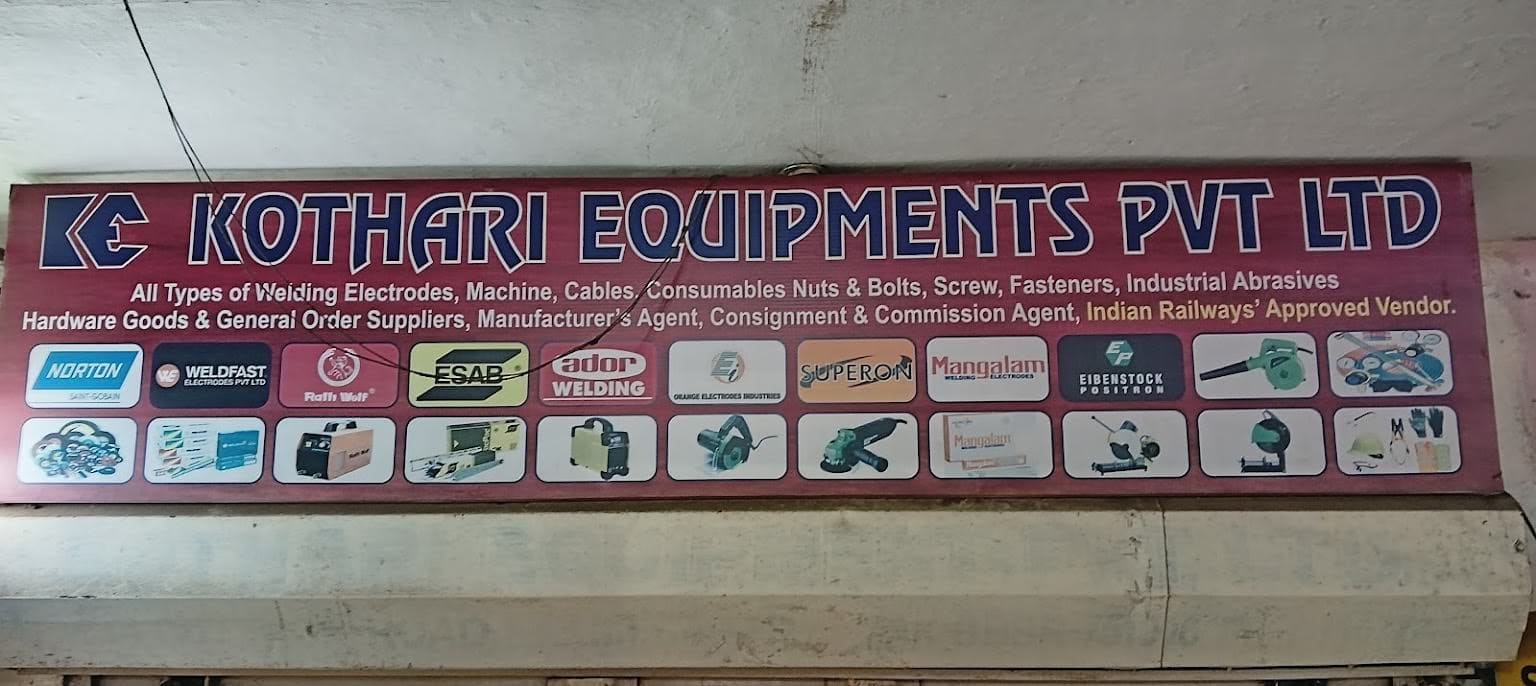 KE KOTHARI EQUIPMENTS PVT LTD
All Types of Welding Electrodes, Machine, Cables, Consumables Nuts & Bolts, Screw, Fasteners, Industrial Abrasives
Hardware Goods & General Order Suppliers, Manufacturer's Agent, Consignment & Commission Agent, Indian Railways' Approved Vendor.
NORTON
SAINT-GOBAIN
WELDFAST
ELECTRODES PVT LTD
Ratth Wolf®
ESAB®
ador
WELDING
ORANGE ELECTRODES INDUSTRIES
SUPERON
Mangalam
WELDING ELECTRODES
EP
EIBENSTOCK
POSITRON
Mangalam